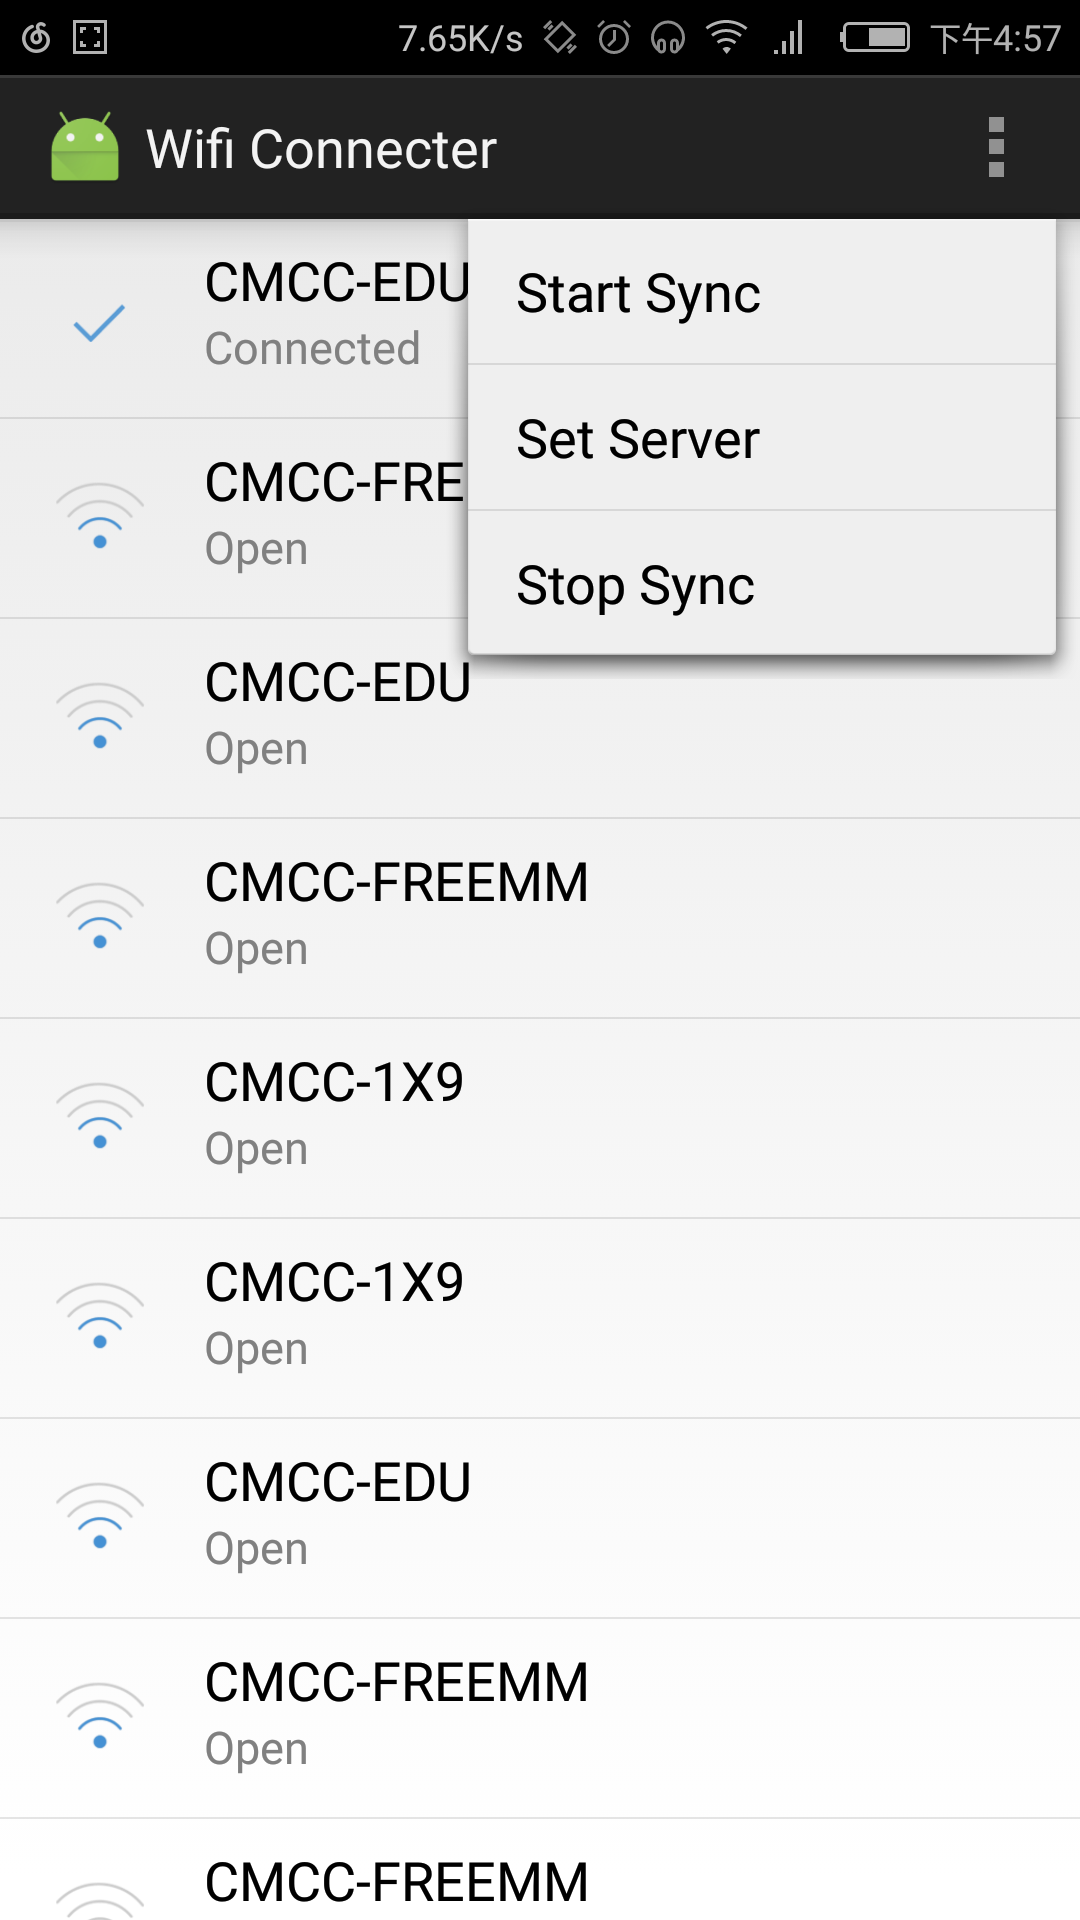 7.65K/s 下午4:57
Wifi Connecter
CMCC-EDU
Connected
Start Sync
Set Server
Stop Sync
CMCC-FRE
Open
CMCC-EDU
Open
CMCC-FREEMM
Open
CMCC-1X9
Open
CMCC-1X9
Open
CMCC-EDU
Open
CMCC-FREEMM
Open
CMCC-FREEMM